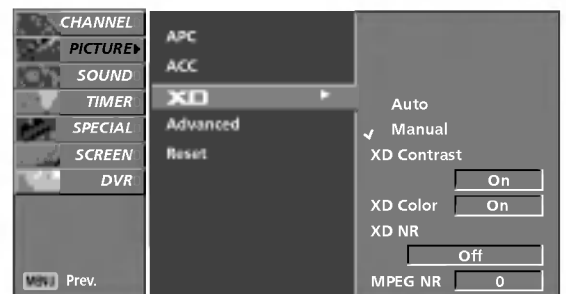 CHANNEL
PICTURE
SOUND
TIMER
SPECIAL
SCREEN
DVR
MENU Prev.
APC
ACC
XD
Advanced
Reset
Auto
Manual
XD Contrast
On
XD Color On
XD NR
Off
MPEG NR 0